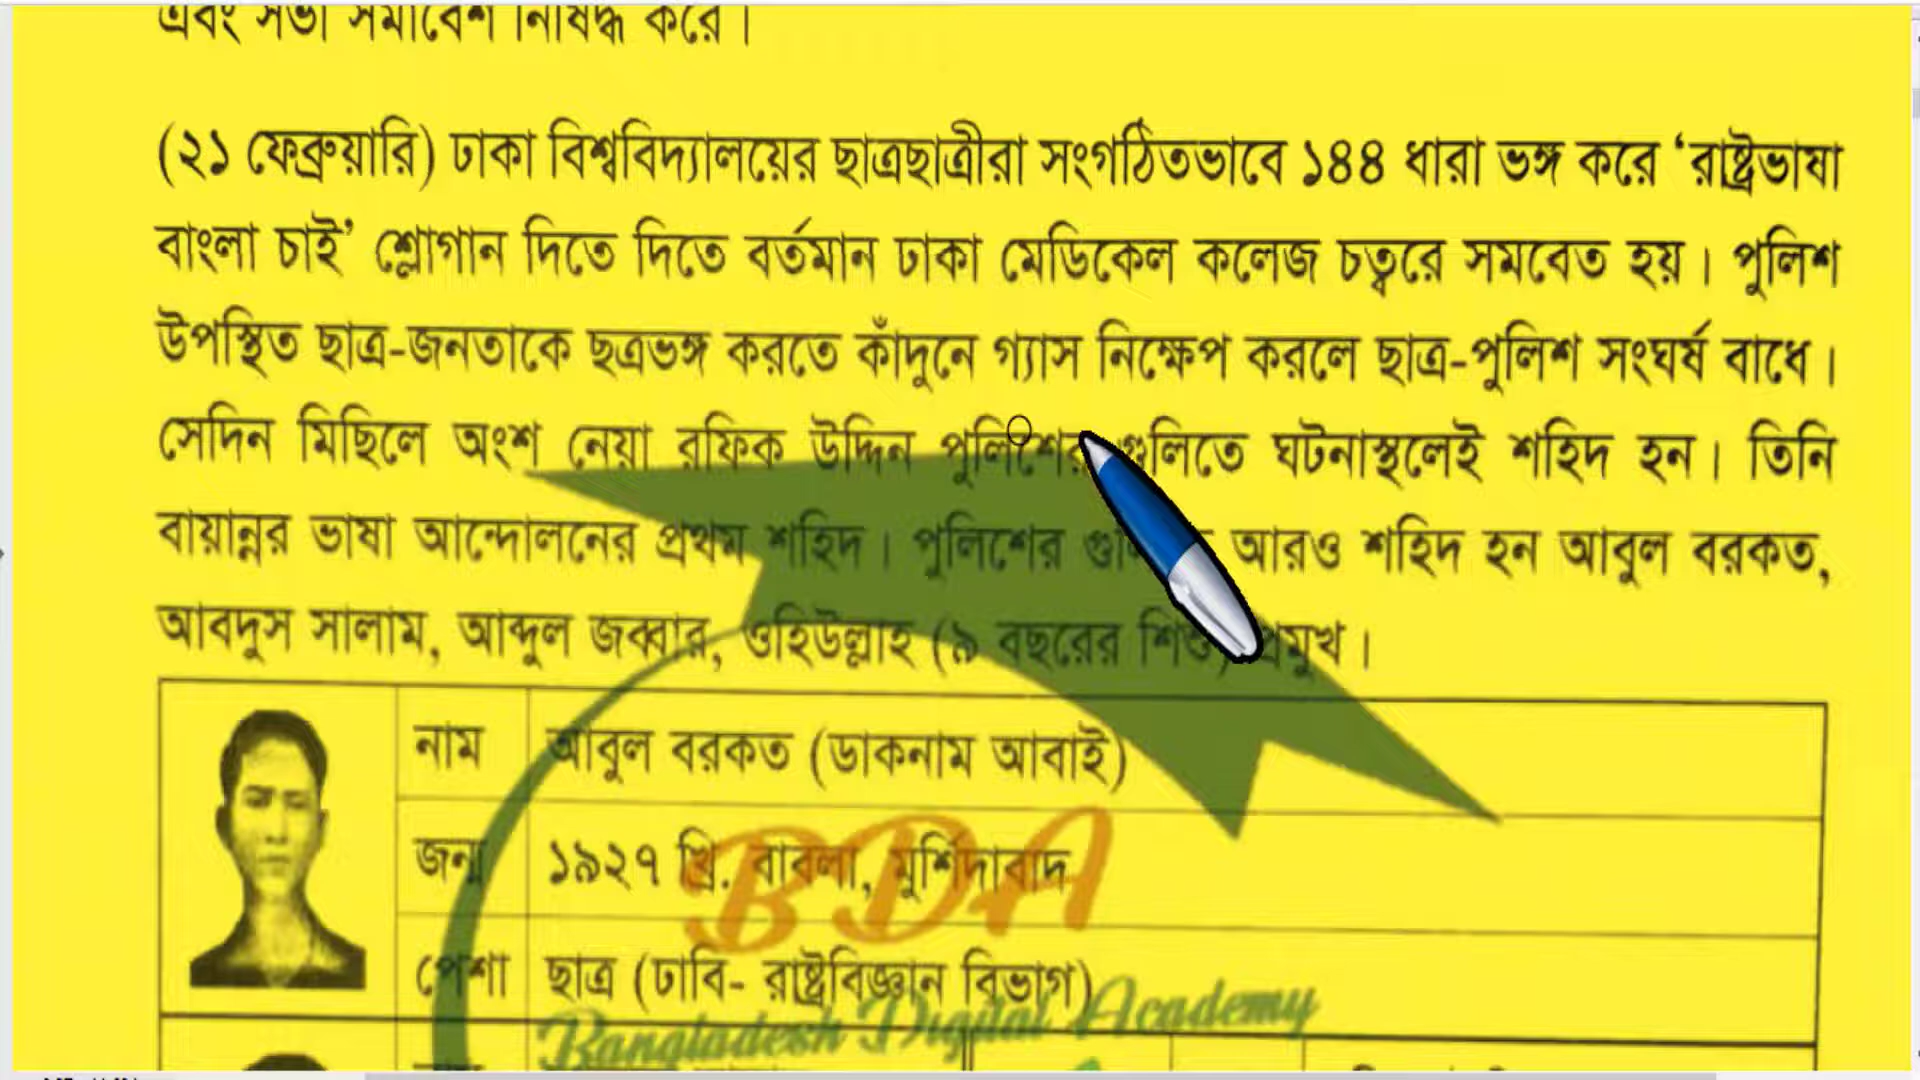 এবং সভা সমাবেশ নিষিদ্ধ করে।
(২১ ফেব্রুয়ারি) ঢাকা বিশ্ববিদ্যালয়ের ছাত্রছাত্রীরা সংগঠিতভাবে ১৪৪ ধারা ভঙ্গ করে ‘রাষ্ট্রভাষা
বাংলা চাই’ শ্লোগান দিতে দিতে বর্তমান ঢাকা মেডিকেল কলেজ চত্বরে সমবেত হয়। পুলিশ
উপস্থিত ছাত্র-জনতাকে ছত্রভঙ্গ করতে কাঁদুনে গ্যাস নিক্ষেপ করলে ছাত্র-পুলিশ সংঘর্ষ বাধে।
সেদিন মিছিলে অংশ নেয়া রফিক উদ্দিন পুলিশের গুলিতে ঘটনাস্থলেই শহিদ হন। তিনি
বায়ান্নর ভাষা আন্দোলনের প্রথম শহিদ। পুলিশের আরও শহিদ হন আবুল বরকত,
আবদুস সালাম, আব্দুল জব্বার, ওহিউল্লাহ (৯ বছরের শিশু) প্রমুখ।
নাম আবুল বরকত (ডাকনাম আবাই)
জন্ম ১৯২৭ খ্রি. বাবলা, মুর্শিদাবাদ
পেশা ছাত্র (ঢাবি- রাষ্ট্রবিজ্ঞান বিভাগ)
BDA
Bangladesh Digital Academy